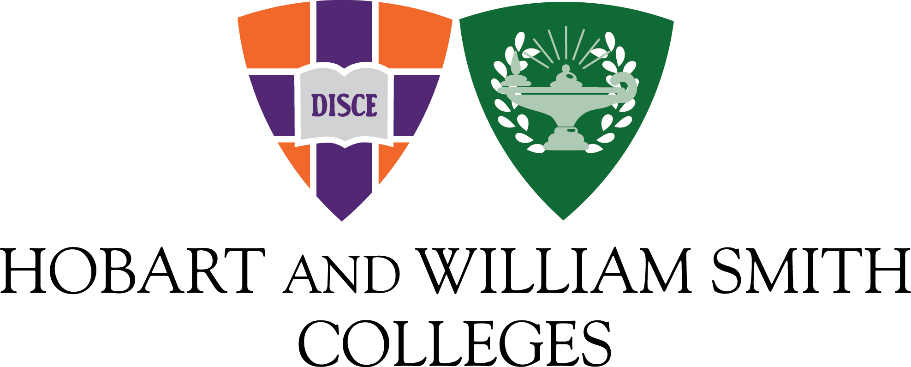 DISCE
HOBART AND WILLIAM SMITH
COLLEGES